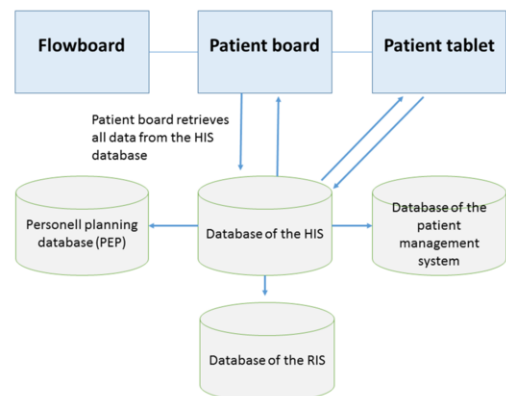 Flowboard
Patient board
Patient tablet
Patient board retrieves
all data from the HIS
database
Personell planning
database (PEP)
Database of the HIS
Database of the
patient
management
system
Database of the RIS